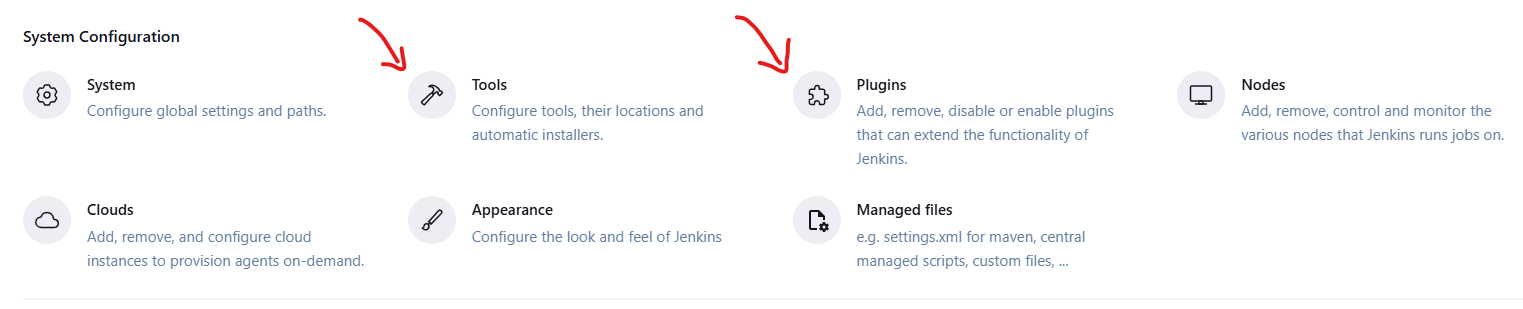 System Configuration
System
Configure global settings and paths.
Tools
Configure tools, their locations and
automatic installers.
Plugins
Add, remove, disable or enable plugins
that can extend the functionality of
Jenkins.
Nodes
Add, remove, control and monitor the
various nodes that Jenkins runs jobs on.
Clouds
Add, remove, and configure cloud
instances to provision agents on-demand.
Appearance
Configure the look and feel of Jenkins
Managed files
e.g. settings.xml for maven, central
managed scripts, custom files, ...